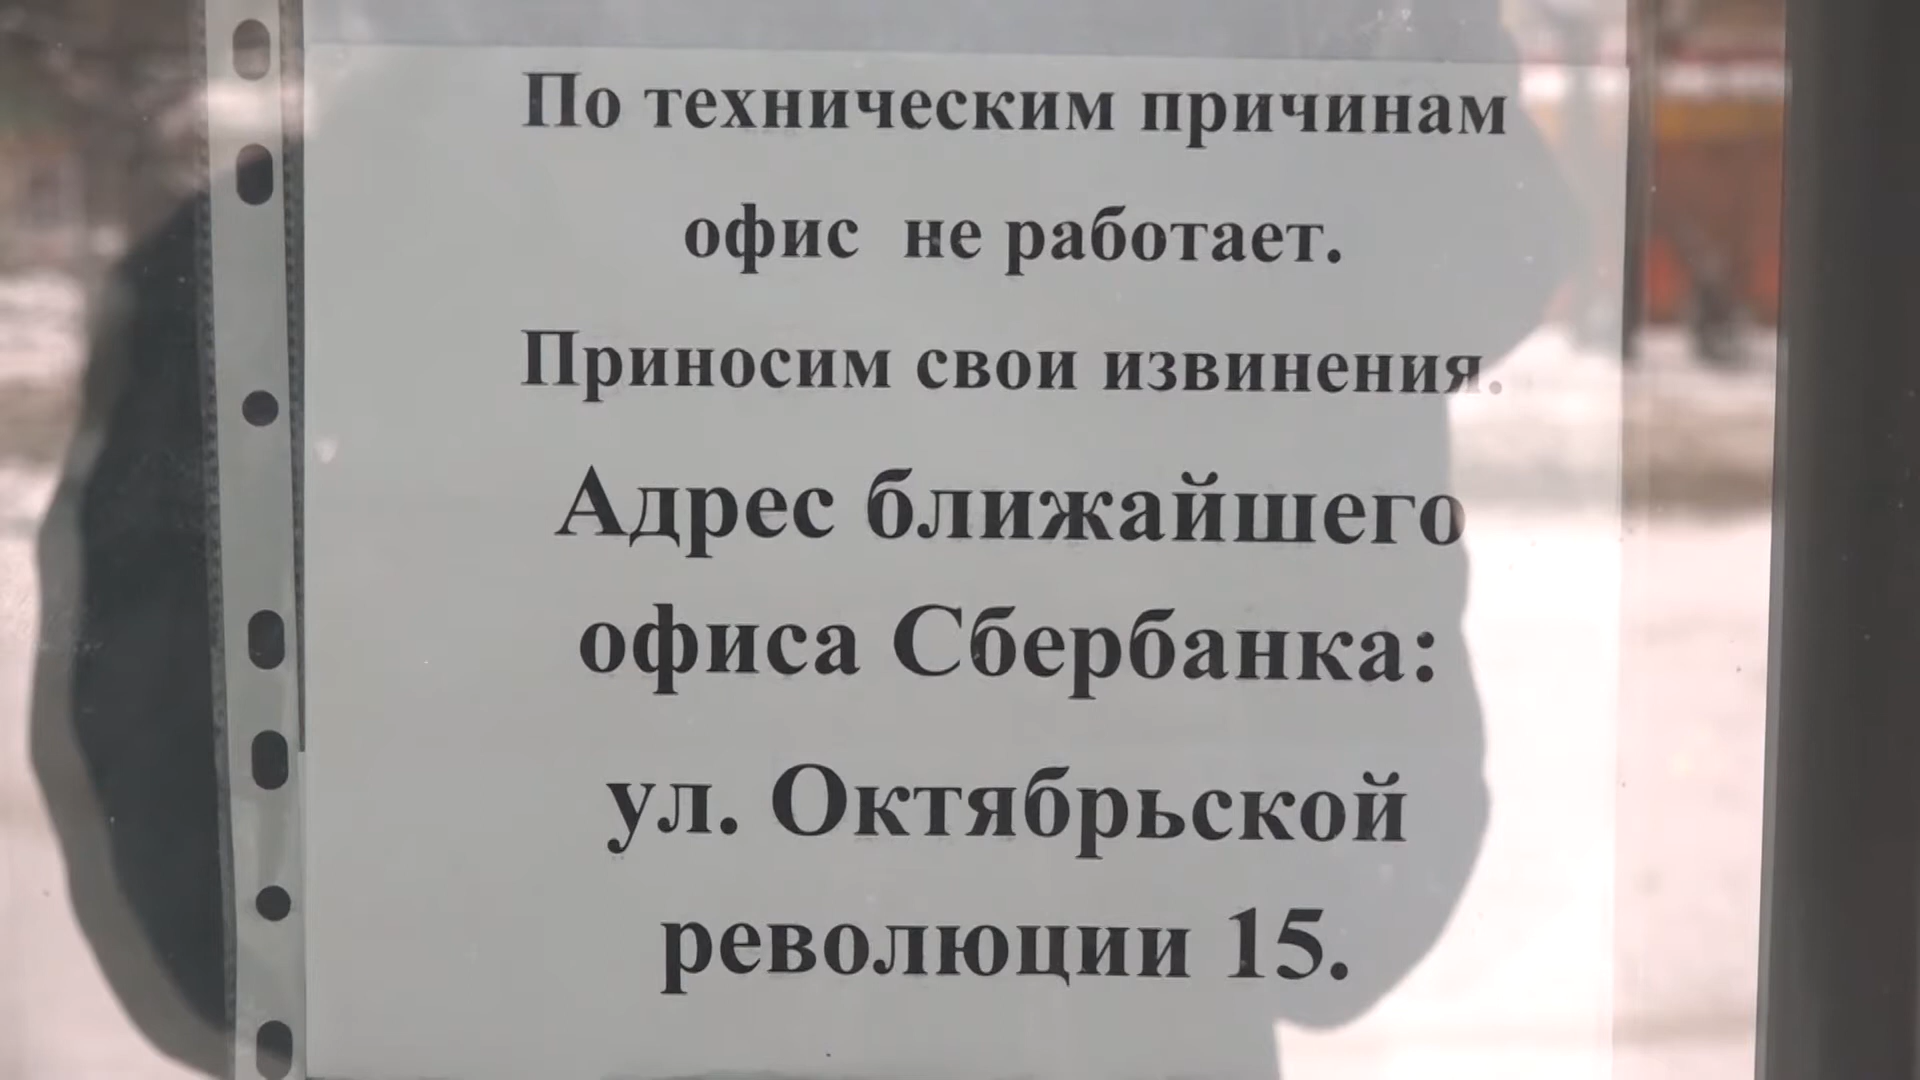 По техническим причинам
офис не работает.
Приносим свои извинения.
Адрес ближайшего
офиса Сбербанка:
ул. Октябрьской
революции 15.